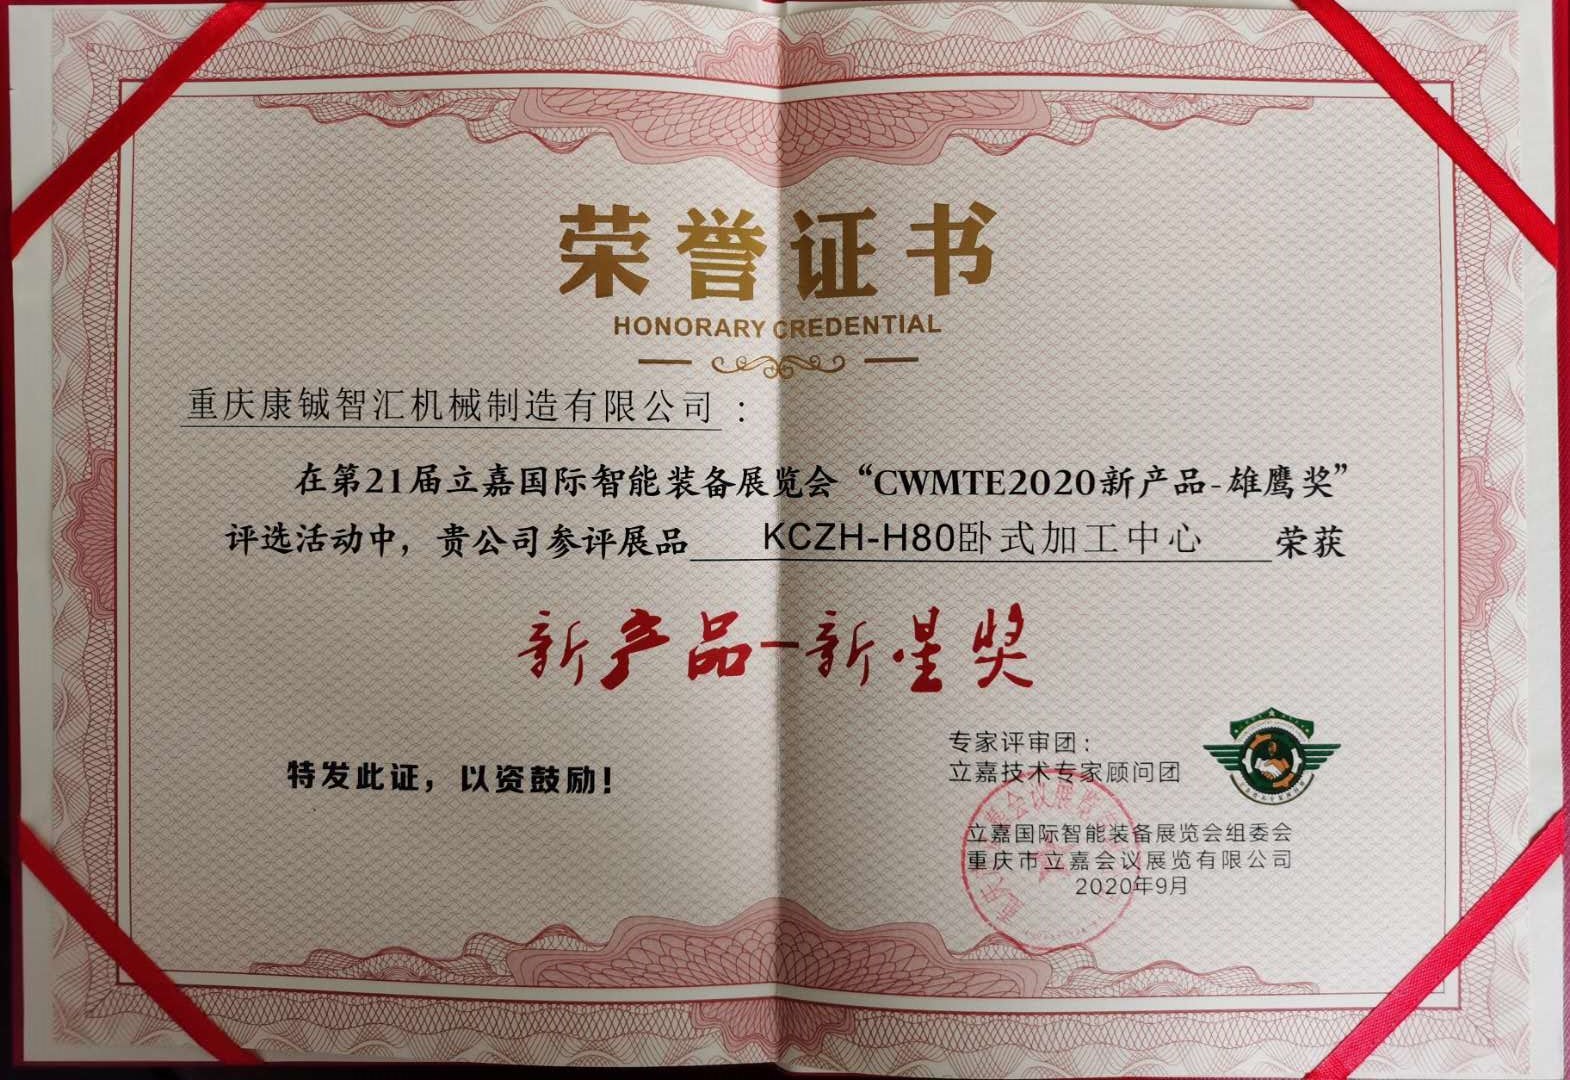 荣誉证书
HONORARY CREDENTIAL
重庆康铖智汇机械制造有限公司：
在第21届立嘉国际智能装备展览会“CWMTE2020新产品-雄鹰奖”
评选活动中，贵公司参评展品 KCZH-H80卧式加工中心 荣获
新产品-新星奖
特发此证，以资鼓励！
专家评审团：
立嘉技术专家顾问团
立嘉国际智能装备展览会组委会
重庆市立嘉会议展览有限公司
2020年9月